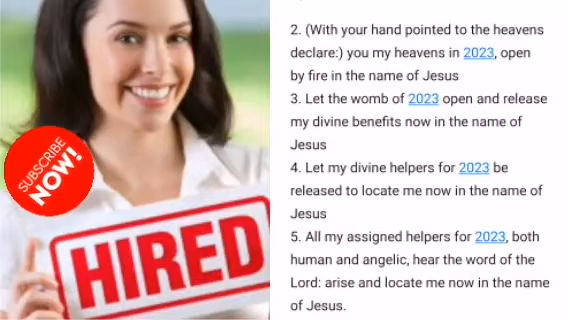 SUBSCRIBE
NOW!
HIRED
2. (With your hand pointed to the heavens
declare:) you my heavens in 2023, open
by fire in the name of Jesus
3. Let the womb of 2023 open and release
my divine benefits now in the name of
Jesus
4. Let my divine helpers for 2023 be
released to locate me now in the name of
Jesus
5. All my assigned helpers for 2023, both
human and angelic, hear the word of the
Lord: arise and locate me now in the name
of Jesus.